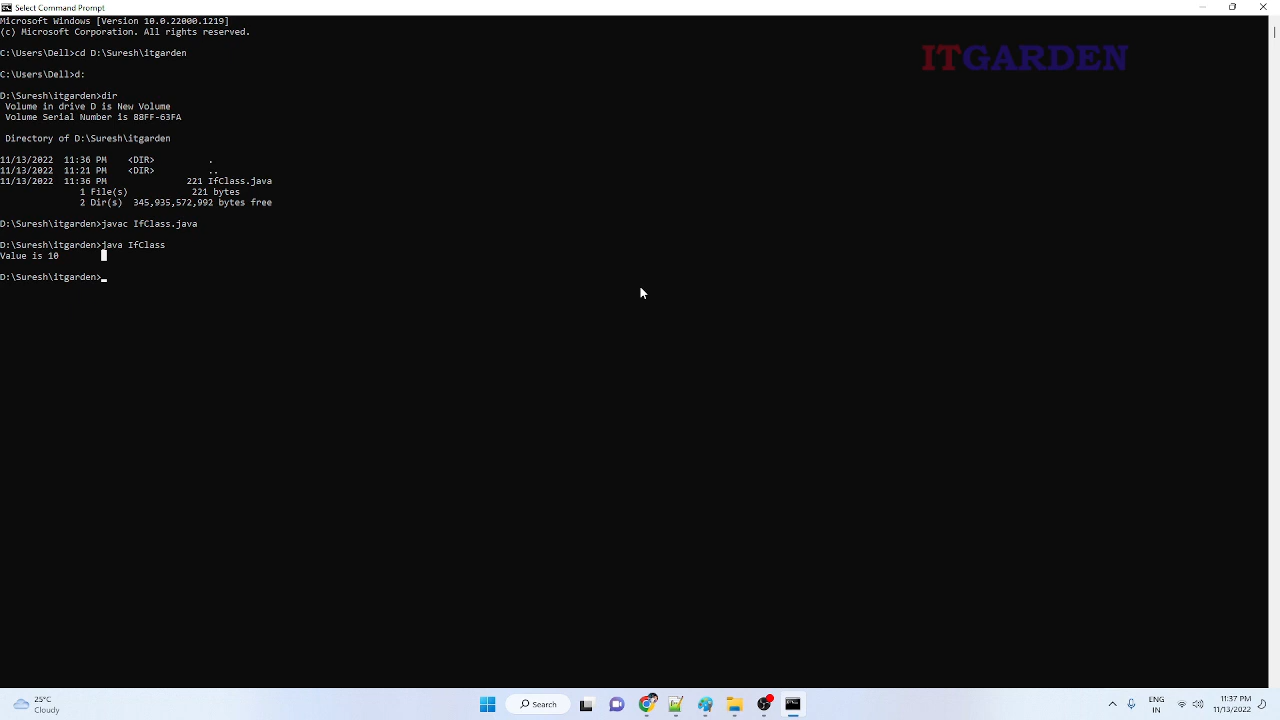 Select Command Prompt
Microsoft Windows [Version 10.0.22000.1219]
(c) Microsoft Corporation. All rights reserved.
C:\Users\Dell>cd D:\Suresh\itgarden
C:\Users\Dell>d:
D:\Suresh\itgarden>dir
Volume in drive D is New Volume
Volume Serial Number is 88FF-63FA
Directory of D:\Suresh\itgarden
11/13/2022  11:36 PM    <DIR>          .
11/13/2022  11:21 PM    <DIR>          ..
11/13/2022  11:36 PM               221 IfClass.java
1 File(s)            221 bytes
2 Dir(s)  345,935,572,992 bytes free
D:\Suresh\itgarden>javac IfClass.java
D:\Suresh\itgarden>java IfClass
Value is 10
D:\Suresh\itgarden>
ITGARDEN
25°C
Cloudy
Search
ENG
IN
11:37 PM
11/13/2022